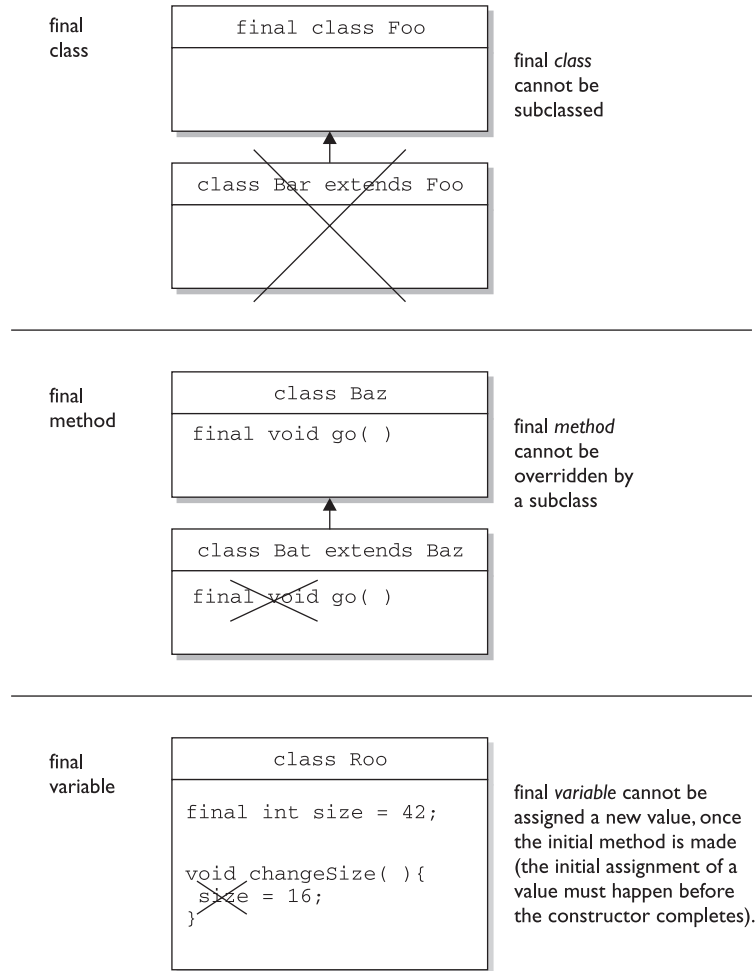 final
class
final class Foo
final class
cannot be
subclassed
class Bar extends Foo
final
method
class Baz
final void go( )
final method
cannot be
overridden by
a subclass
class Bat extends Baz
final void go( )
final
variable
class Roo
final int size = 42;
void changeSize( ){
size = 16;
}
final variable cannot be
assigned a new value, once
the initial method is made
(the initial assignment of a
value must happen before
the constructor completes).